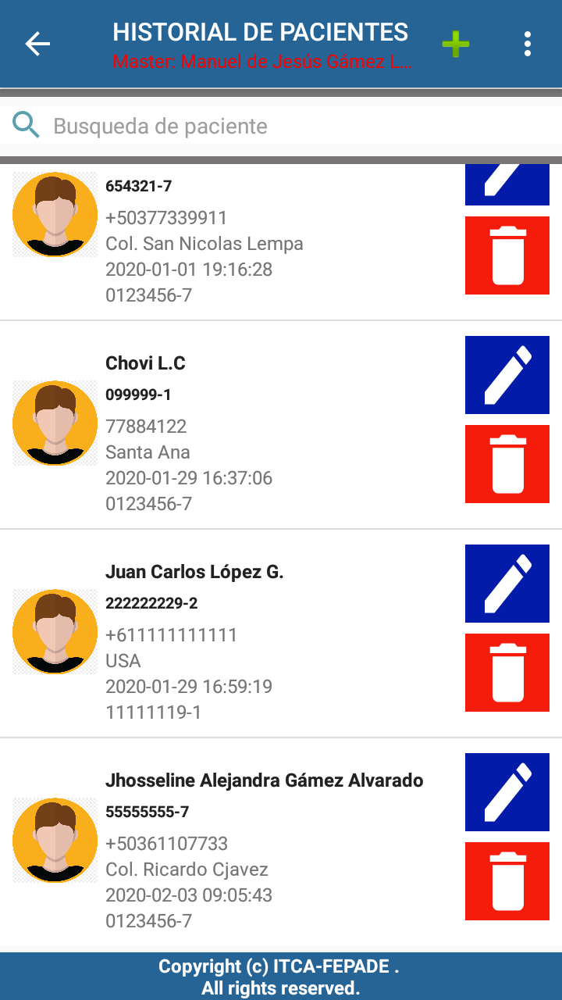 HISTORIAL DE PACIENTES
Master: Manuel de Jesús Gámez L...
Busqueda de paciente
654321-7
+50377339911
Col. San Nicolas Lempa
2020-01-01 19:16:28
0123456-7
Chovi L.C
099999-1
77884122
Santa Ana
2020-01-29 16:37:06
0123456-7
Juan Carlos López G.
222222229-2
+611111111111
USA
2020-01-29 16:59:19
11111119-1
Jhosseline Alejandra Gámez Alvarado
55555555-7
+50361107733
Col. Ricardo Cjavez
2020-02-03 09:05:43
0123456-7
Copyright (c) ITCA-FEPADE .
All rights reserved.